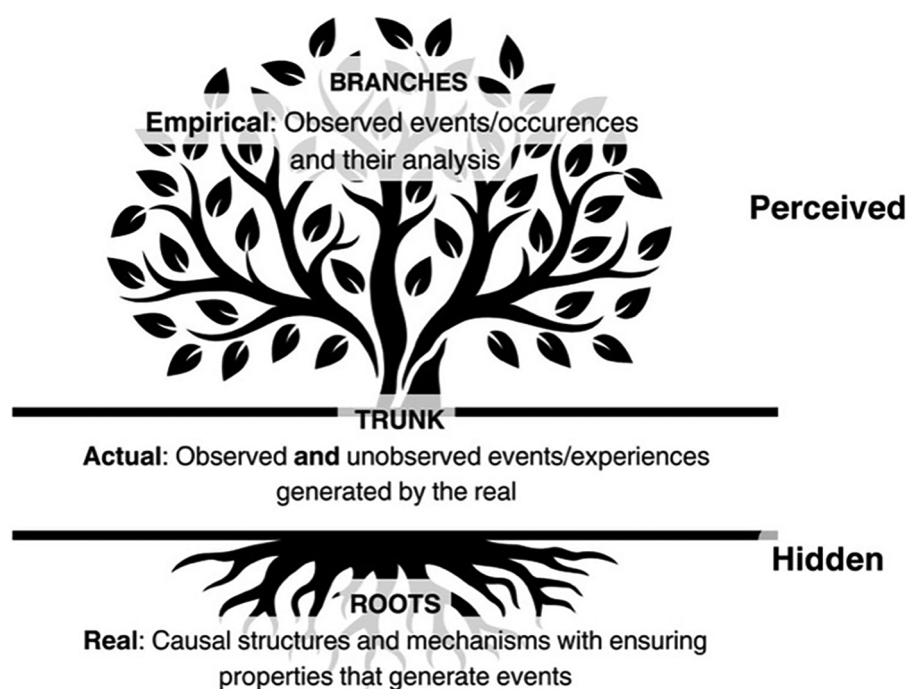 BRANCHES
Empirical: Observed events/occurences
and their analysis
Perceived
TRUNK
Actual: Observed and unobserved events/experiences
generated by the real
Hidden
ROOTS
Real: Causal structures and mechanisms with ensuring
properties that generate events